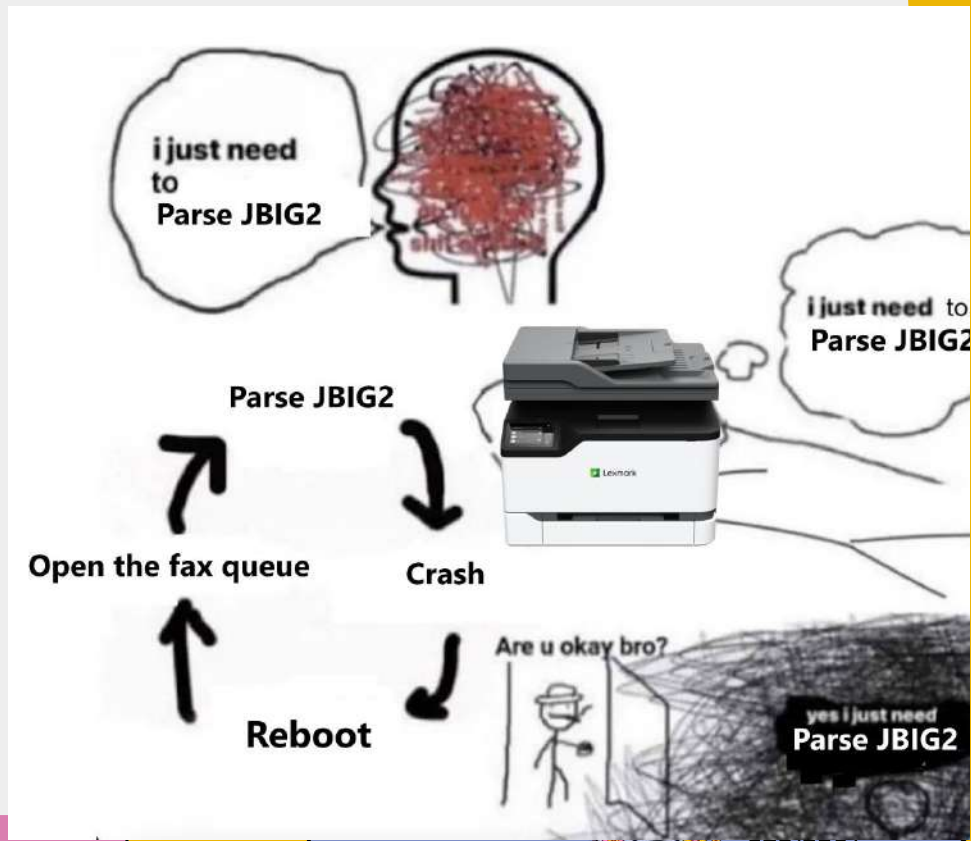 i just need
to
Parse JBIG2
i just need to
Parse JBIG2
Parse JBIG2
Lexmark
Open the fax queue
Crash
Are u okay bro?
Reboot
yes i just need
Parse JBIG2